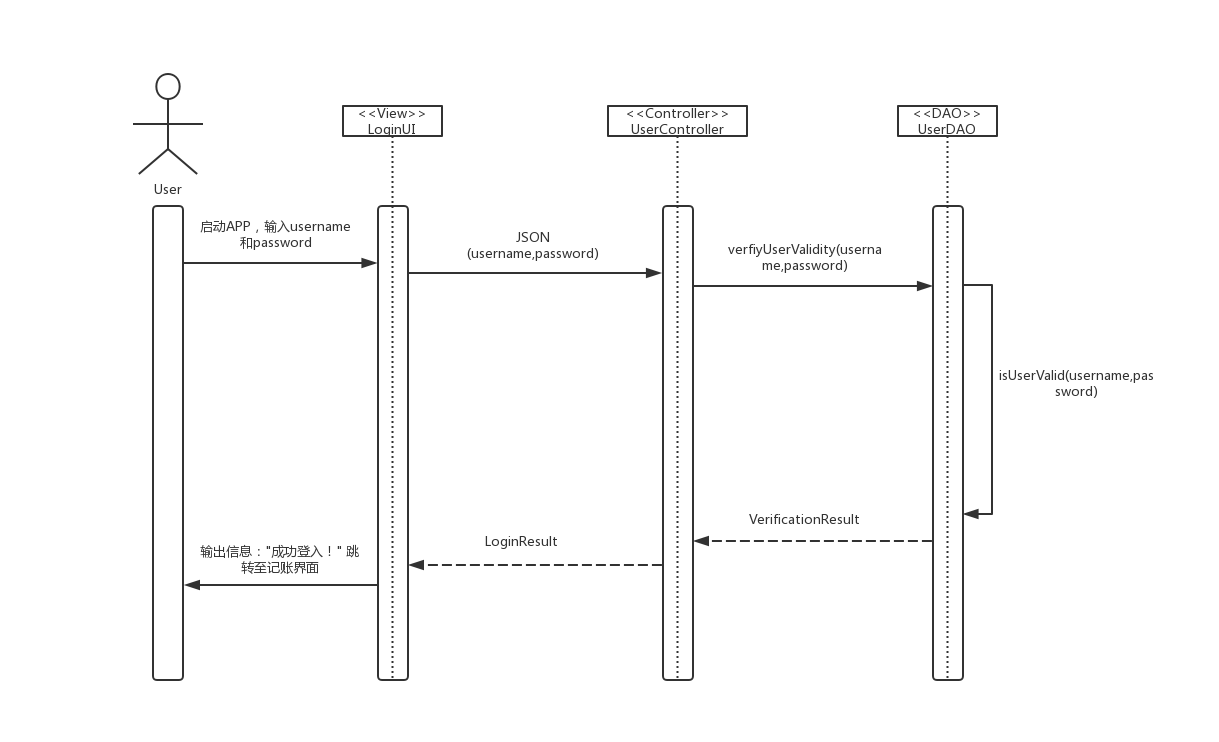 <<View>>
LoginUI
<<Controller>>
UserController
<<DAO>>
UserDAO
User
启动APP，输入username
和password
JSON
(username,password)
verfiyUserValidity(userna
me,password)
isUserValid(username,pas
sword)
VerificationResult
LoginResult
输出信息："成功登入！" 跳
转至记账界面